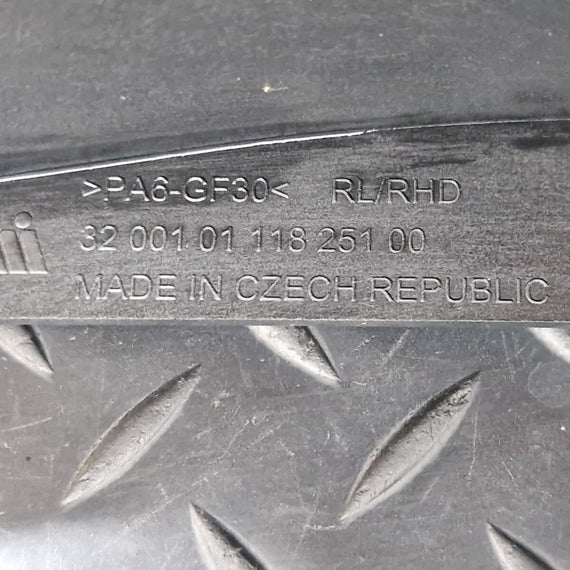 >PA6-GF30< RL/RHD
32 001 01 118 251 00
MADE IN CZECH REPUBLIC